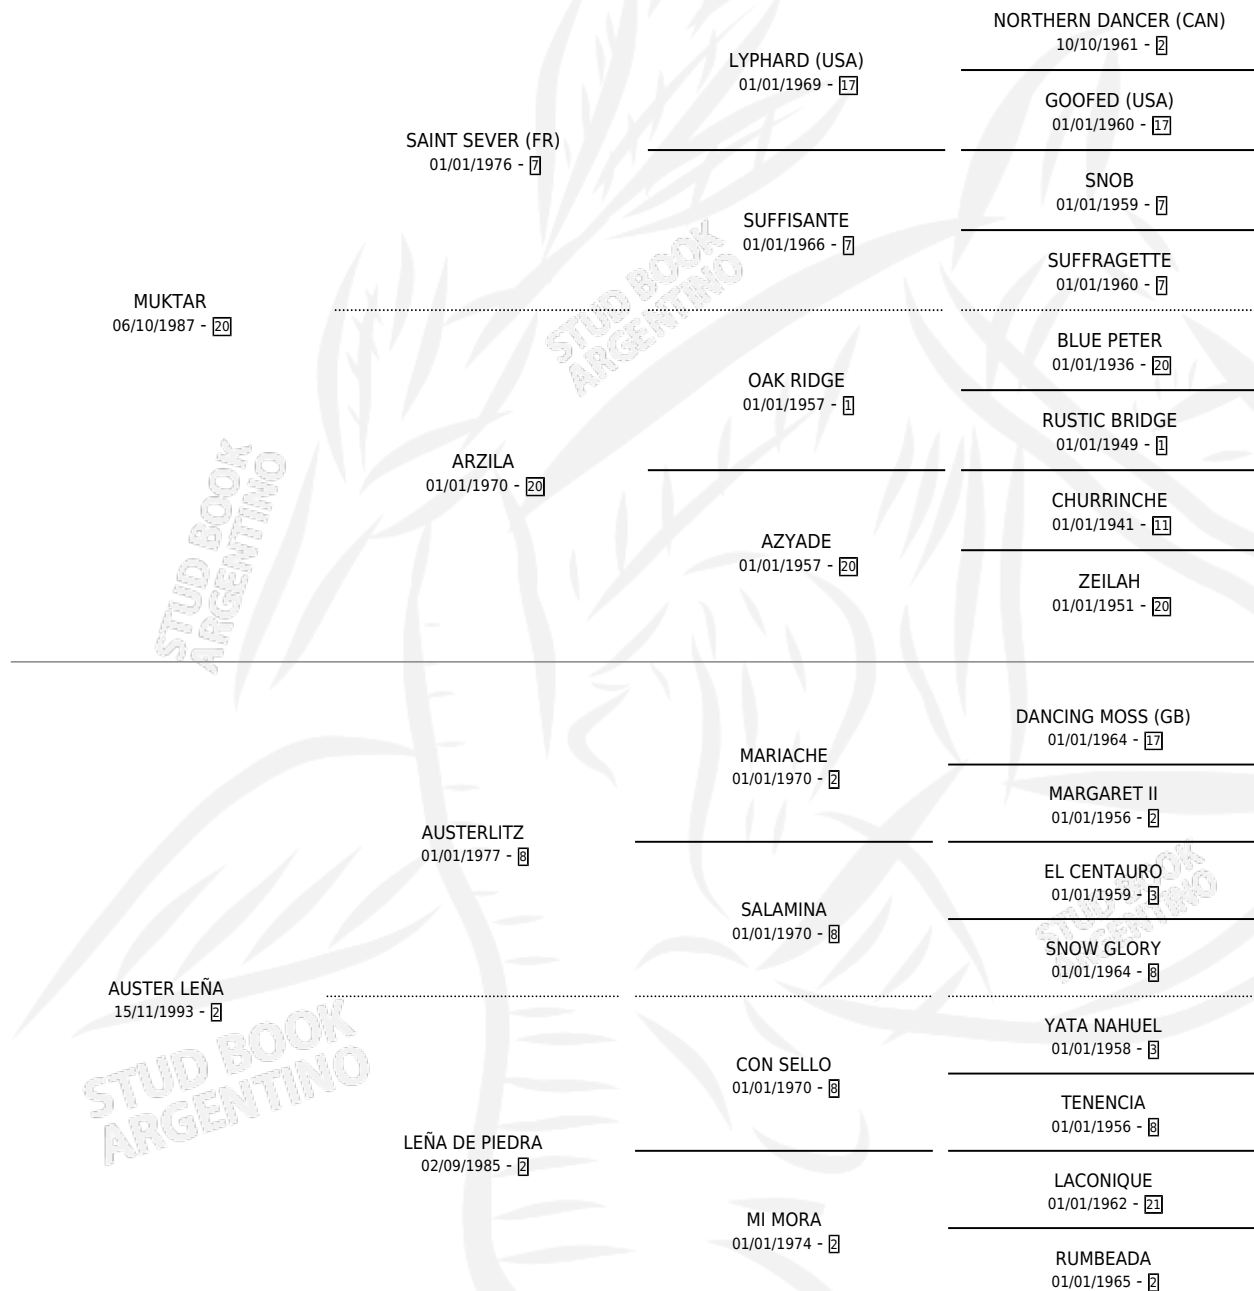 NORTHERN DANCER (CAN)
10/10/1961 - 2
LYPHARD (USA)
01/01/1969 - 17
GOOFED (USA)
01/01/1960 - 17
SAINT SEVER (FR)
01/01/1976 - 7
SNOB
01/01/1959 - 7
SUFFISANTE
01/01/1966 - 7
SUFFRAGETTE
01/01/1960 - 7
MUKTAR
06/10/1987 - 20
BLUE PETER
01/01/1936 - 20
OAK RIDGE
01/01/1957 - 1
RUSTIC BRIDGE
01/01/1949 - 1
ARZILA
01/01/1970 - 20
CHURRINCHE
01/01/1941 - 11
AZYADE
01/01/1957 - 20
ZEILAH
01/01/1951 - 20
DANCING MOSS (GB)
01/01/1964 - 17
MARIACHE
01/01/1970 - 2
MARGARET II
01/01/1956 - 2
AUSTERLITZ
01/01/1977 - 8
EL CENTAURO
01/01/1959 - 3
SALAMINA
01/01/1970 - 8
SNOW GLORY
01/01/1964 - 8
AUSTER LEÑA
15/11/1993 - 2
YATA NAHUEL
01/01/1958 - 3
CON SELLO
01/01/1970 - 8
TENENCIA
01/01/1956 - 8
LEÑA DE PIEDRA
02/09/1985 - 2
LACONIQUE
01/01/1962 - 21
MI MORA
01/01/1974 - 2
RUMBEADA
01/01/1965 - 2
STUD BOOK
ARGENTINO
STUD BOOK
ARGENTINO
STUD BOOK
ARGENTINO
STUD BOOK
ARGENTINO